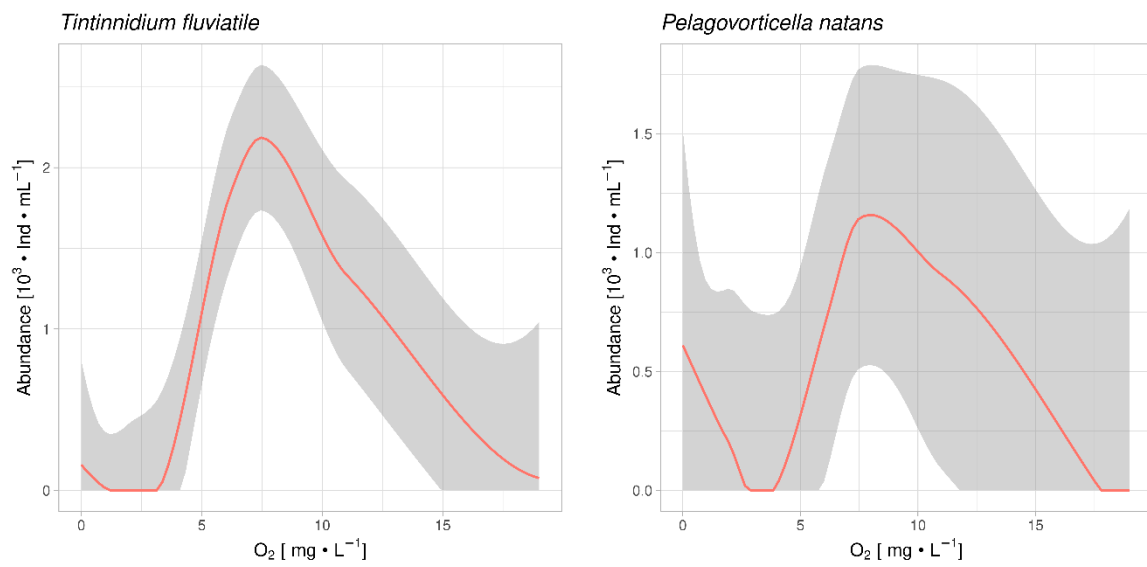 Tintinnidium fluviatile
Abundance [10³ • Ind • mL⁻¹]
2
1
0
0 5 10 15
O₂ [ mg • L⁻¹]
Pelagovorticella natans
Abundance [10³ • Ind • mL⁻¹]
1.5
1.0
0.5
0.0
0 5 10 15
O₂ [ mg • L⁻¹]